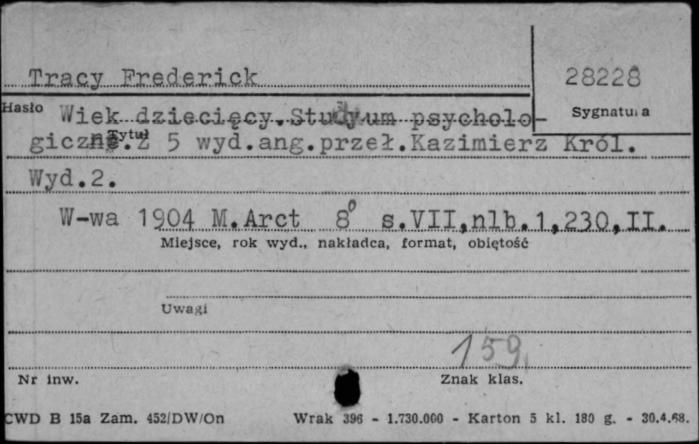 Tracy Frederick
28228
Hasło
Sygnatura
Wiek dziecięcy. Studyum psycholo-
Tytuł
giczne. Z 5 wyd.ang.przeł.Kazimierz Król.
Wyd.2.
W-wa 1904 M.Arct 8⁰ s.VII,nlb.1,230,II.
Miejsce, rok wyd., nakładca, format, objętość
Uwagi
159
Nr inw.
Znak klas.
CWD B 15a Zam. 452/DW/On Wrak 396 - 1.730.000 - Karton 5 kl. 180 g. - 30.4.68.